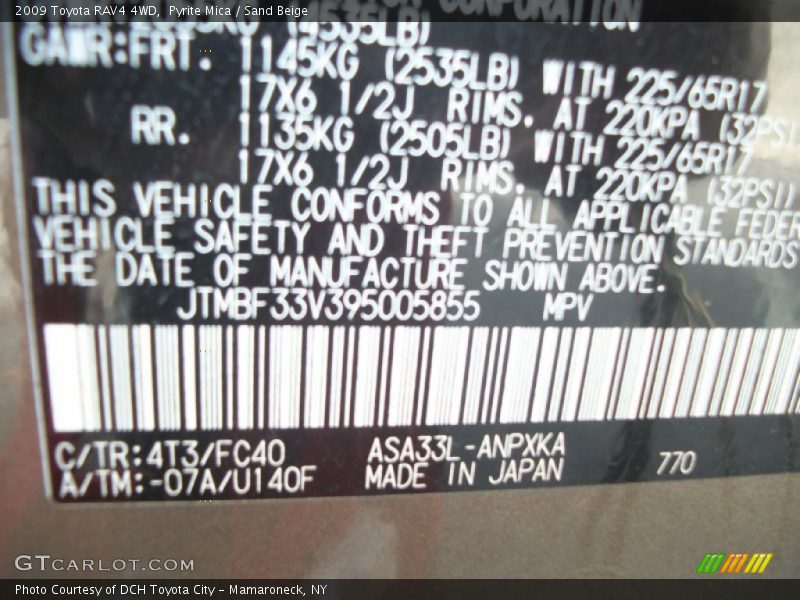 2009 Toyota RAV4 4WD, Pyrite Mica / Sand Beige
CORPORATION
(4535LB)
GAWR:FRT. 1145KG (2535LB) WITH 225/65R17
17X6 1/2J RIMS. AT 220KPA (32PSI
RR. 1135KG (2505LB) WITH 225/65R17
17X6 1/2J RIMS. AT 220KPA (32PSI)
THIS VEHICLE CONFORMS TO ALL APPLICABLE FEDER
VEHICLE SAFETY AND THEFT PREVENTION STANDARDS
THE DATE OF MANUFACTURE SHOWN ABOVE.
JTMBF33V395005855 MPV
C/TR:4T3/FC40 ASA33L-ANPXKA 770
A/TM:-07A/U140F MADE IN JAPAN
GTCARLOT.COM
Photo Courtesy of DCH Toyota City - Mamaroneck, NY